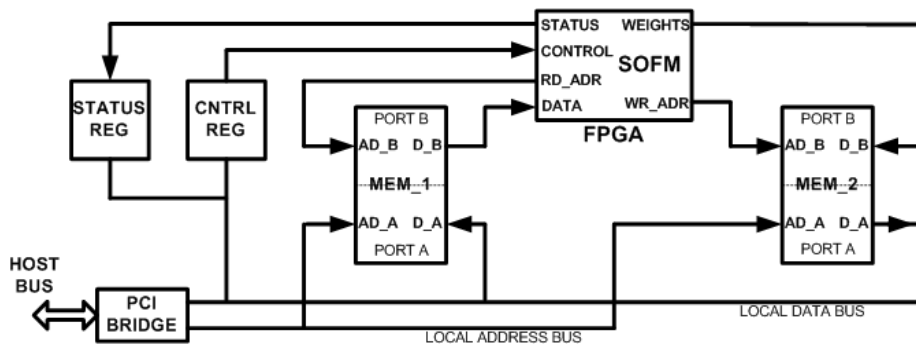 STATUS WEIGHTS
CONTROL
SOFM
RD_ADR
DATA WR_ADR
FPGA
STATUS
REG
CNTRL
REG
PORT B
AD_B D_B
MEM_1
AD_A D_A
PORT A
PORT B
AD_B D_B
MEM_2
AD_A D_A
PORT A
HOST
BUS
PCI
BRIDGE
LOCAL DATA BUS
LOCAL ADDRESS BUS